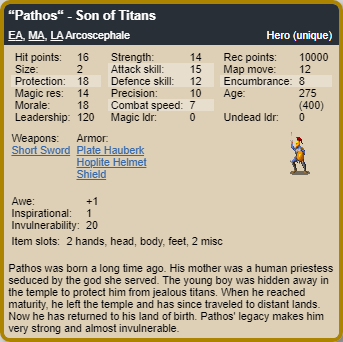 “Pathos“ - Son of Titans
EA, MA, LA Arcoscephale Hero (unique)
Hit points: 16 Strength: 14 Rec points: 10000
Size: 2 Attack skill: 15 Map move: 12
Protection: 18 Defence skill: 12 Encumbrance: 8
Magic res: 14 Precision: 10 Age: 275
Morale: 18 Combat speed: 7 (400)
Leadership: 120 Magic ldr: 0 Undead ldr: 0
Weapons: Armor:
Short Sword Plate Hauberk
Hoplite Helmet
Shield
Awe: +1
Inspirational: 1
Invulnerability: 20
Item slots: 2 hands, head, body, feet, 2 misc
Pathos was born a long time ago. His mother was a human priestess
seduced by the god she served. The young boy was hidden away in
the temple to protect him from jealous titans. When he reached
maturity, he left the temple and has since traveled to distant lands.
Now he has returned to his land of birth. Pathos' legacy makes him
very strong and almost invulnerable.